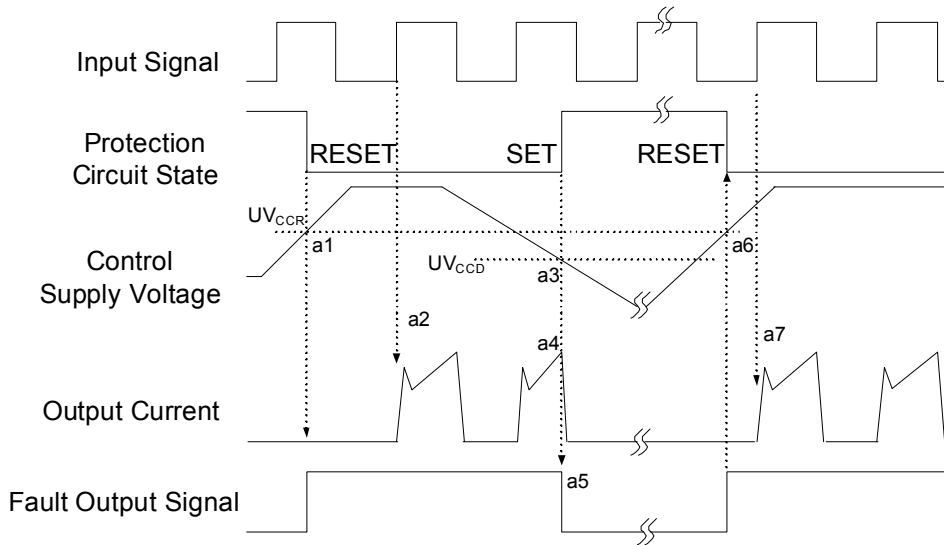 Input Signal
Protection
Circuit State
RESET
SET
RESET
UVCCR
a1
a6
Control
Supply Voltage
UVCCD
a3
a2
a4
a7
Output Current
a5
Fault Output Signal